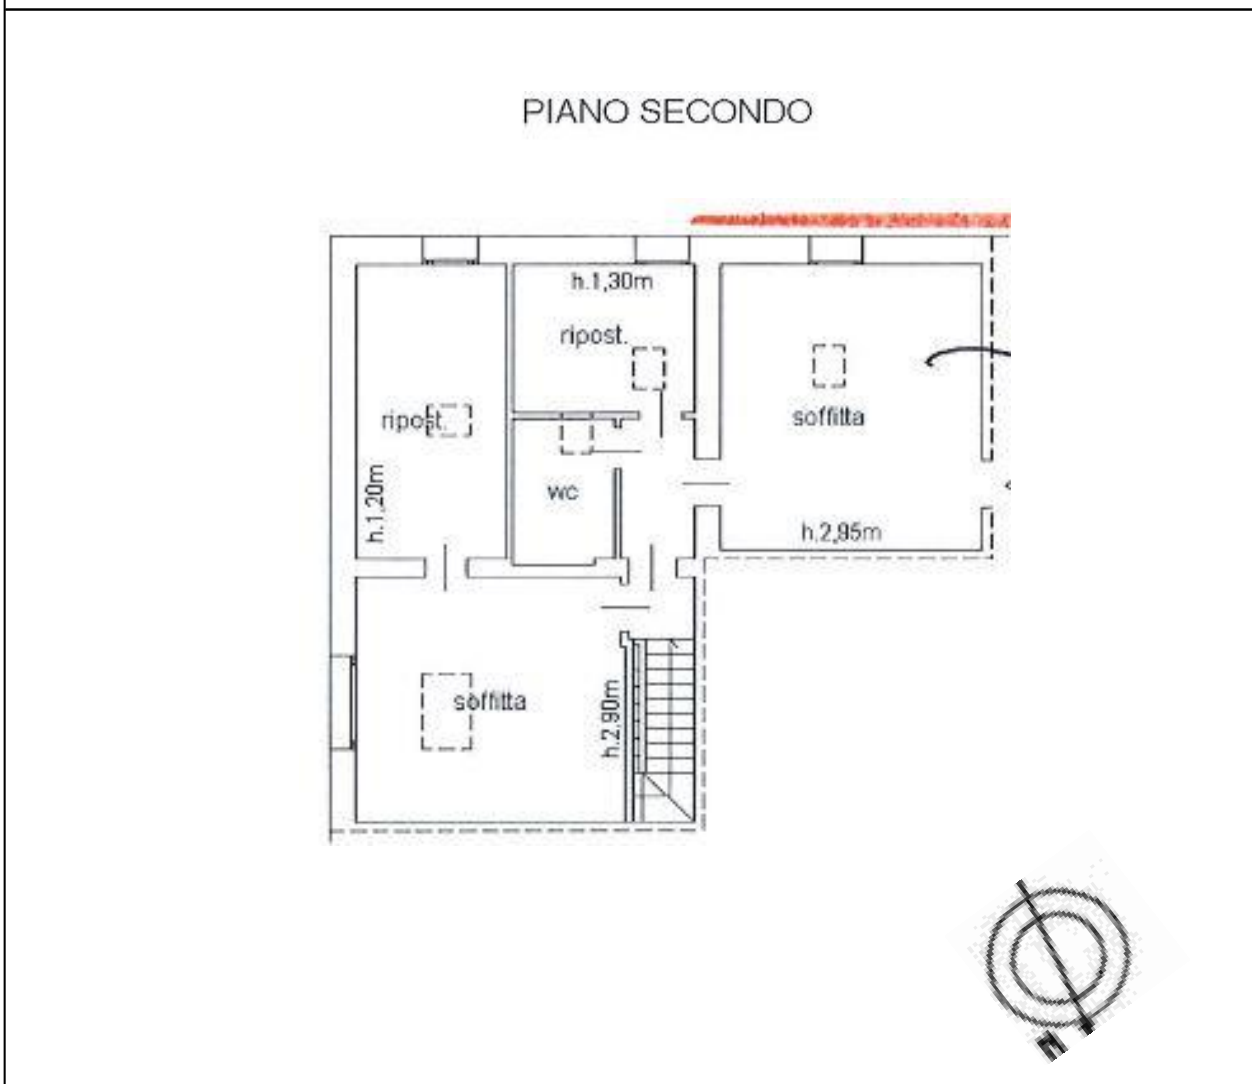 PIANO SECONDO
h.1,30m
ripost.
ripost.
soffitta
h.1,20m
wc
h.2,95m
soffitta
h.2,90m
N